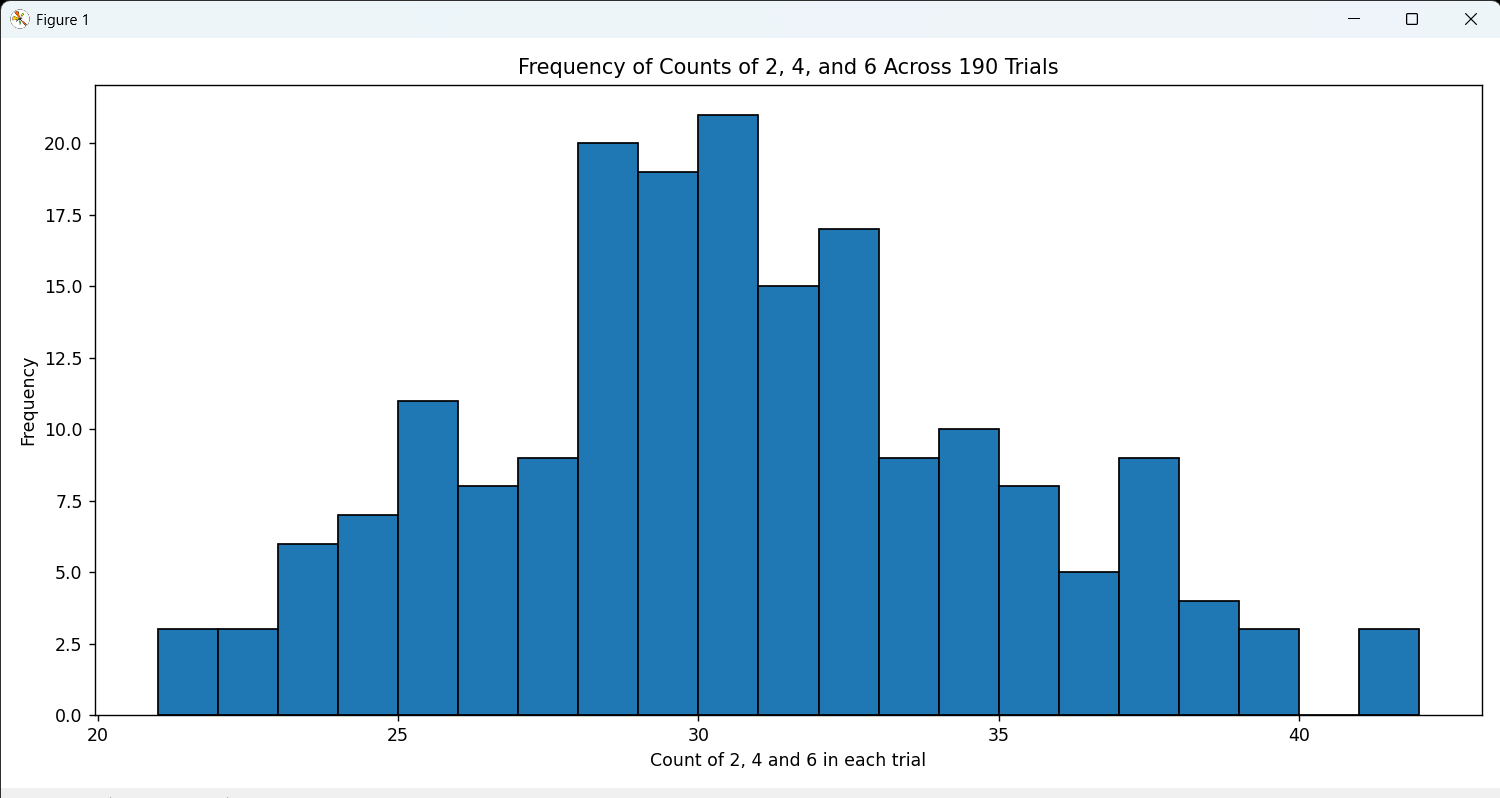 Figure 1
Frequency of Counts of 2, 4, and 6 Across 190 Trials
20.0
17.5
15.0
12.5
10.0
7.5
5.0
2.5
0.0
Frequency
20 25 30 35 40
Count of 2, 4 and 6 in each trial